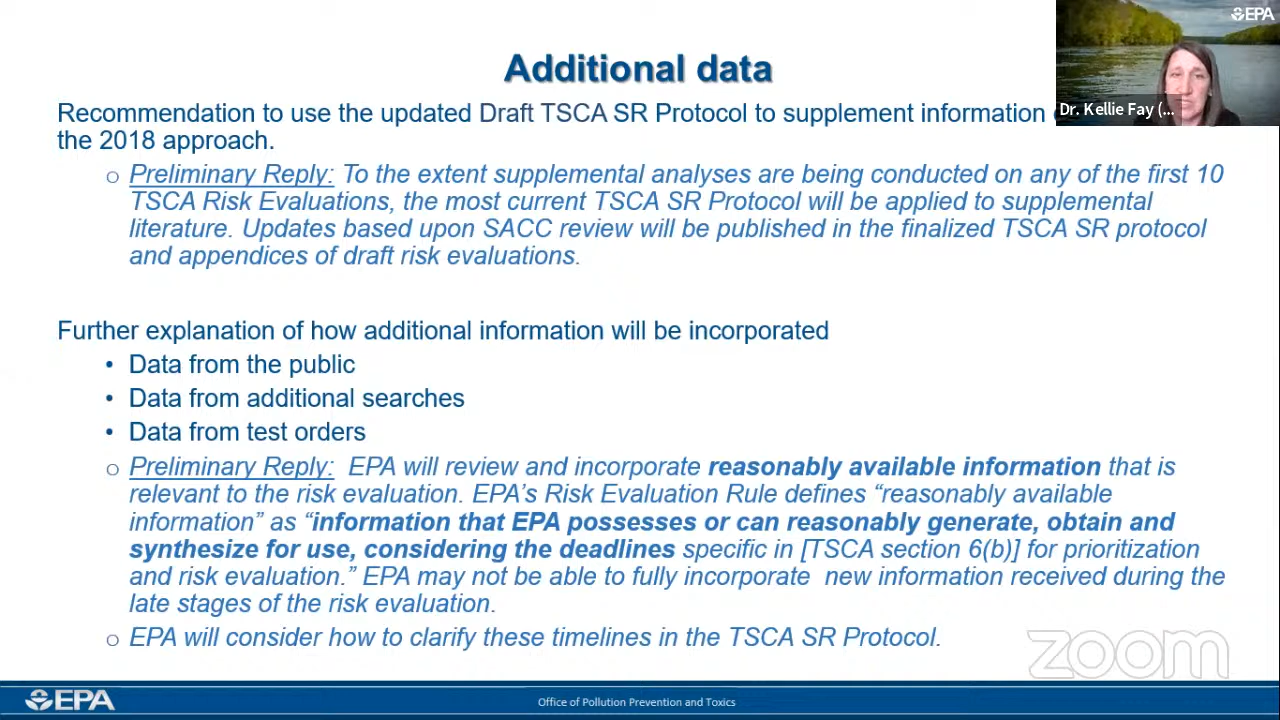 EPA
Additional data
Dr. Kellie Fay (...
Recommendation to use the updated Draft TSCA SR Protocol to supplement information
the 2018 approach.
o Preliminary Reply: To the extent supplemental analyses are being conducted on any of the first 10
TSCA Risk Evaluations, the most current TSCA SR Protocol will be applied to supplemental
literature. Updates based upon SACC review will be published in the finalized TSCA SR protocol
and appendices of draft risk evaluations.
Further explanation of how additional information will be incorporated
• Data from the public
• Data from additional searches
• Data from test orders
o Preliminary Reply: EPA will review and incorporate reasonably available information that is
relevant to the risk evaluation. EPA's Risk Evaluation Rule defines “reasonably available
information” as “information that EPA possesses or can reasonably generate, obtain and
synthesize for use, considering the deadlines specific in [TSCA section 6(b)] for prioritization
and risk evaluation.” EPA may not be able to fully incorporate new information received during the
late stages of the risk evaluation.
o EPA will consider how to clarify these timelines in the TSCA SR Protocol.
zoom
EPA
Office of Pollution Prevention and Toxics